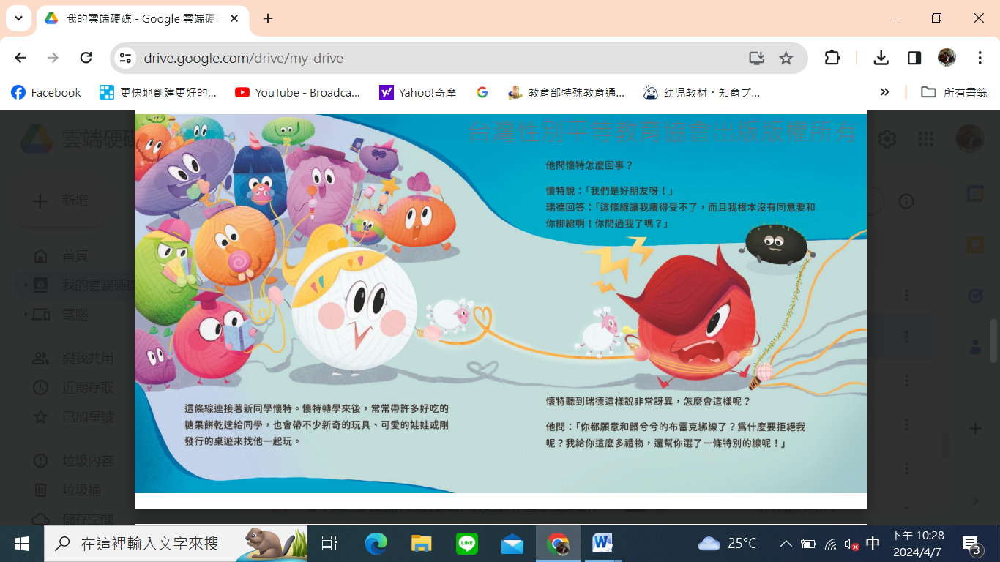 我的雲端硬碟 - Google 雲端硬
drive.google.com/drive/my-drive
Facebook
更快地創建更好的...
YouTube - Broadca...
Yahoo!奇摩
教育部特殊教育通...
幼児教材・知育プ...
所有書籤
雲端硬碟
新增
首頁
我的雲端硬碟
電腦
與我共用
近期存取
已加星號
垃圾內容
垃圾桶
儲存空間
台灣性別平等教育協會出版版權所有
他問懷特怎麼回事？
懷特說：「我們是好朋友呀！」
瑞德回答：「這條線讓我癢得受不了，而且我根本沒有同意要和
你綁線啊！你問過我了嗎？」
這條線連接著新同學懷特。懷特轉學來後，常常帶許多好吃的
糖果餅乾送給同學，也會帶不少新奇的玩具、可愛的娃娃或剛
發行的桌遊來找他一起玩。
懷特聽到瑞德這樣說非常訝異，怎麼會這樣呢？
他問：「你都願意和髒兮兮的布雷克綁線了？為什麼要拒絕我
呢？我給你這麼多禮物，還幫你選了一條特別的線呢！」
在這裡輸入文字來搜
LINE
25°C
中
下午 10:28
2024/4/7
3